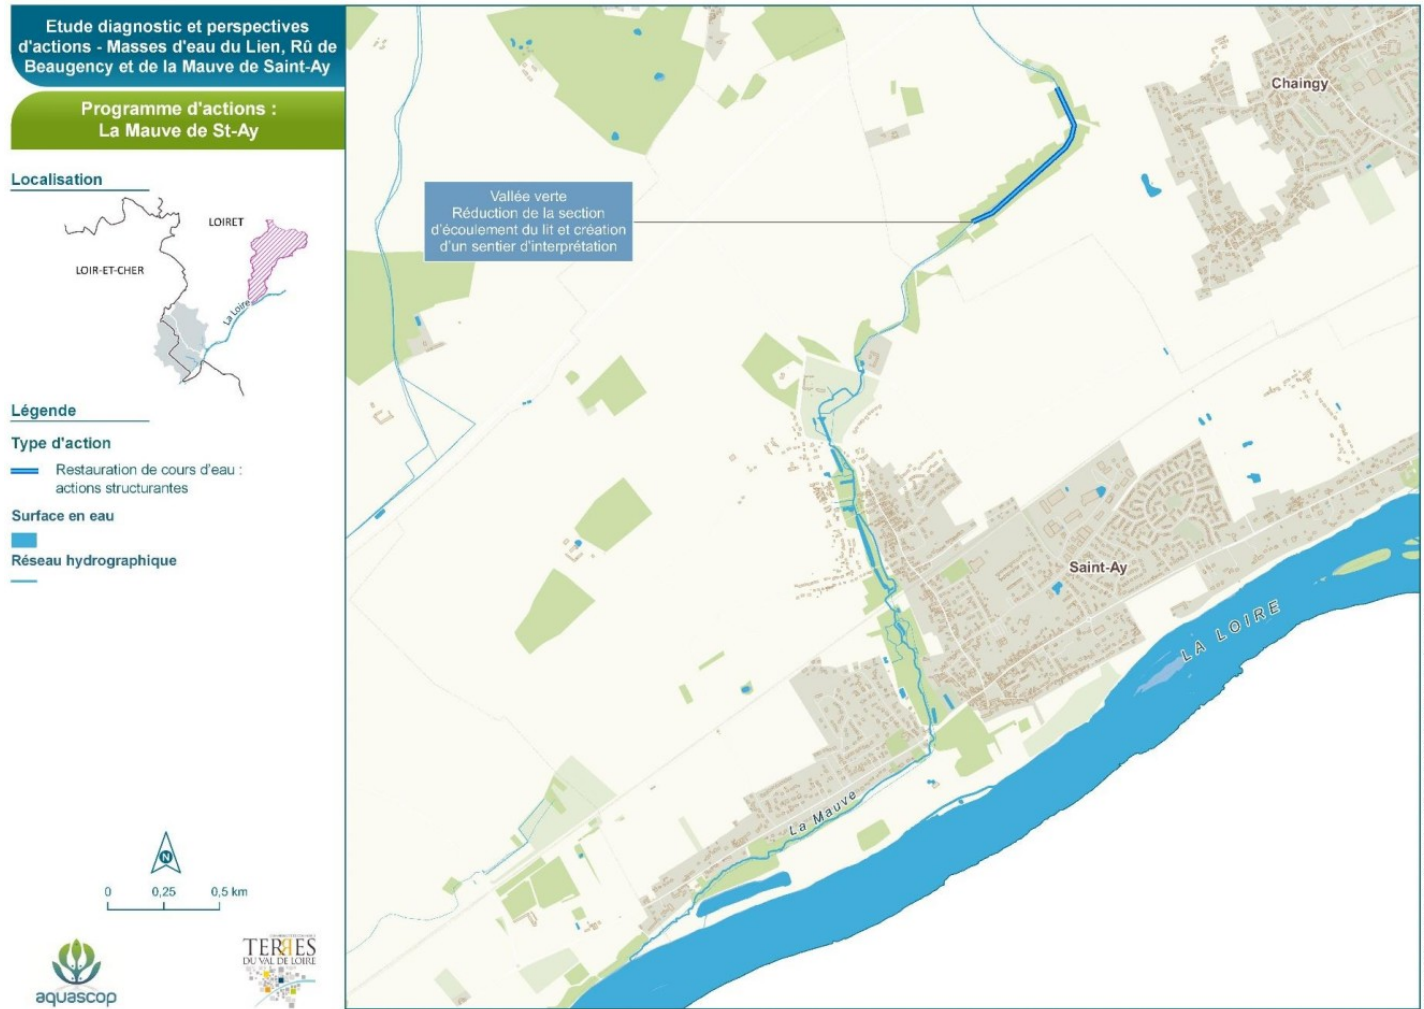 Etude diagnostic et perspectives
d'actions - Masses d'eau du Lien, Rû de
Beaugency et de la Mauve de Saint-Ay
Programme d'actions :
La Mauve de St-Ay
Localisation
LOIRET
LOIR-ET-CHER
La Loire
Légende
Type d'action
Restauration de cours d'eau :
actions structurantes
Surface en eau
Réseau hydrographique
N
0 0,25 0,5 km
aquascop
TERRES
DU VAL DE LOIRE
Chaingy
Vallée verte
Réduction de la section
d'écoulement du lit et création
d'un sentier d'interprétation
Saint-Ay
LA LOIRE
La Mauve